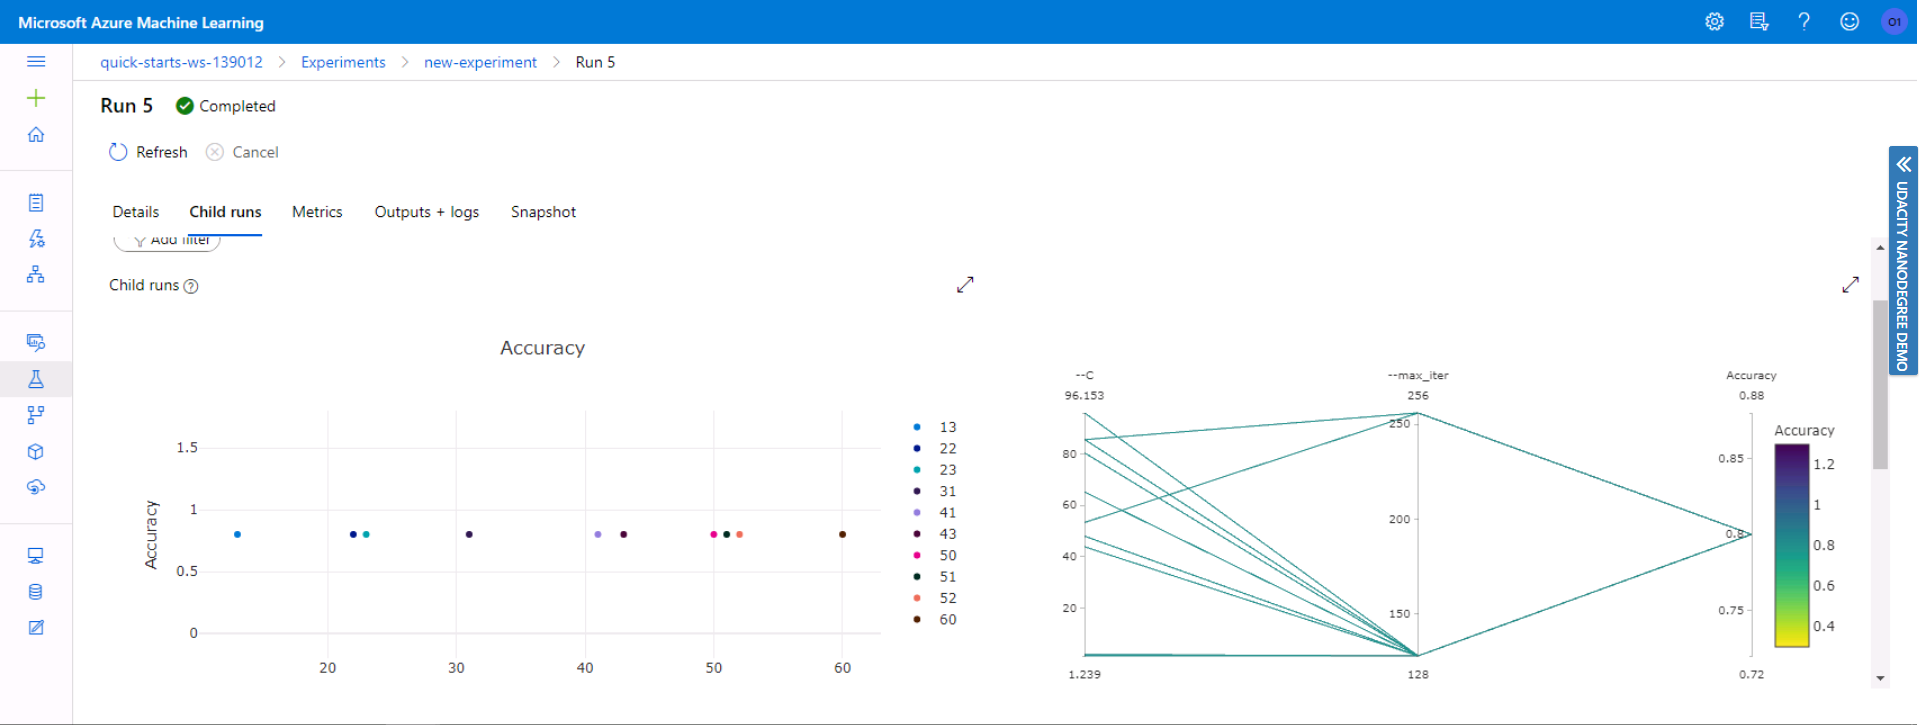 Microsoft Azure Machine Learning
O1
quick-starts-ws-139012 > Experiments > new-experiment > Run 5
Run 5 Completed
Refresh Cancel
Details Child runs Metrics Outputs + logs Snapshot
Add filter
Child runs
Accuracy
Accuracy
1.5
1
0.5
0
20 30 40 50 60
13
22
23
31
41
43
50
51
52
60
--C --max_iter Accuracy
96.153 256 0.88
80
60
40
20
250
200
150
0.85
0.8
0.75
1.239 128 0.72
Accuracy
1.2
1
0.8
0.6
0.4
UDACITY NANODEGREE DEMO